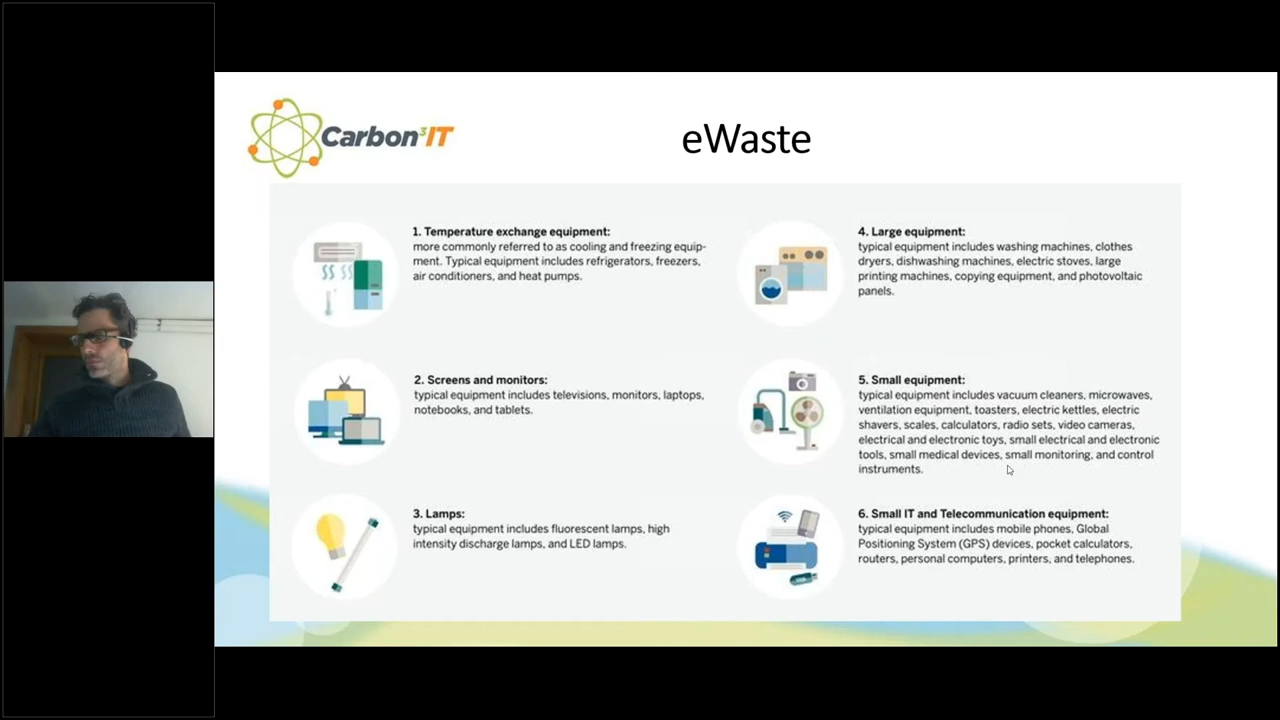 Carbon³IT
eWaste
1. Temperature exchange equipment:
more commonly referred to as cooling and freezing equip-
ment. Typical equipment includes refrigerators, freezers,
air conditioners, and heat pumps.
2. Screens and monitors:
typical equipment includes televisions, monitors, laptops,
notebooks, and tablets.
3. Lamps:
typical equipment includes fluorescent lamps, high
intensity discharge lamps, and LED lamps.
4. Large equipment:
typical equipment includes washing machines, clothes
dryers, dishwashing machines, electric stoves, large
printing machines, copying equipment, and photovoltaic
panels.
5. Small equipment:
typical equipment includes vacuum cleaners, microwaves,
ventilation equipment, toasters, electric kettles, electric
shavers, scales, calculators, radio sets, video cameras,
electrical and electronic toys, small electrical and electronic
tools, small medical devices, small monitoring, and control
instruments.
6. Small IT and Telecommunication equipment:
typical equipment includes mobile phones, Global
Positioning System (GPS) devices, pocket calculators,
routers, personal computers, printers, and telephones.